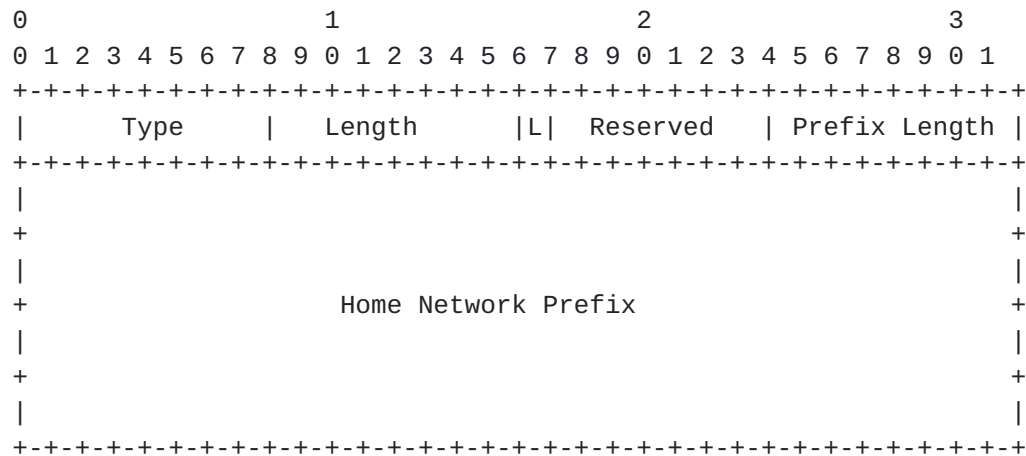 0                   1                   2                   3
0 1 2 3 4 5 6 7 8 9 0 1 2 3 4 5 6 7 8 9 0 1 2 3 4 5 6 7 8 9 0 1
+-+-+-+-+-+-+-+-+-+-+-+-+-+-+-+-+-+-+-+-+-+-+-+-+-+-+-+-+-+-+-+-+
|      Type     |   Length      |L|  Reserved   | Prefix Length |
+-+-+-+-+-+-+-+-+-+-+-+-+-+-+-+-+-+-+-+-+-+-+-+-+-+-+-+-+-+-+-+-+
|                                                               |
+                                                               +
|                                                               |
+                    Home Network Prefix                        +
|                                                               |
+                                                               +
|                                                               |
+-+-+-+-+-+-+-+-+-+-+-+-+-+-+-+-+-+-+-+-+-+-+-+-+-+-+-+-+-+-+-+-+